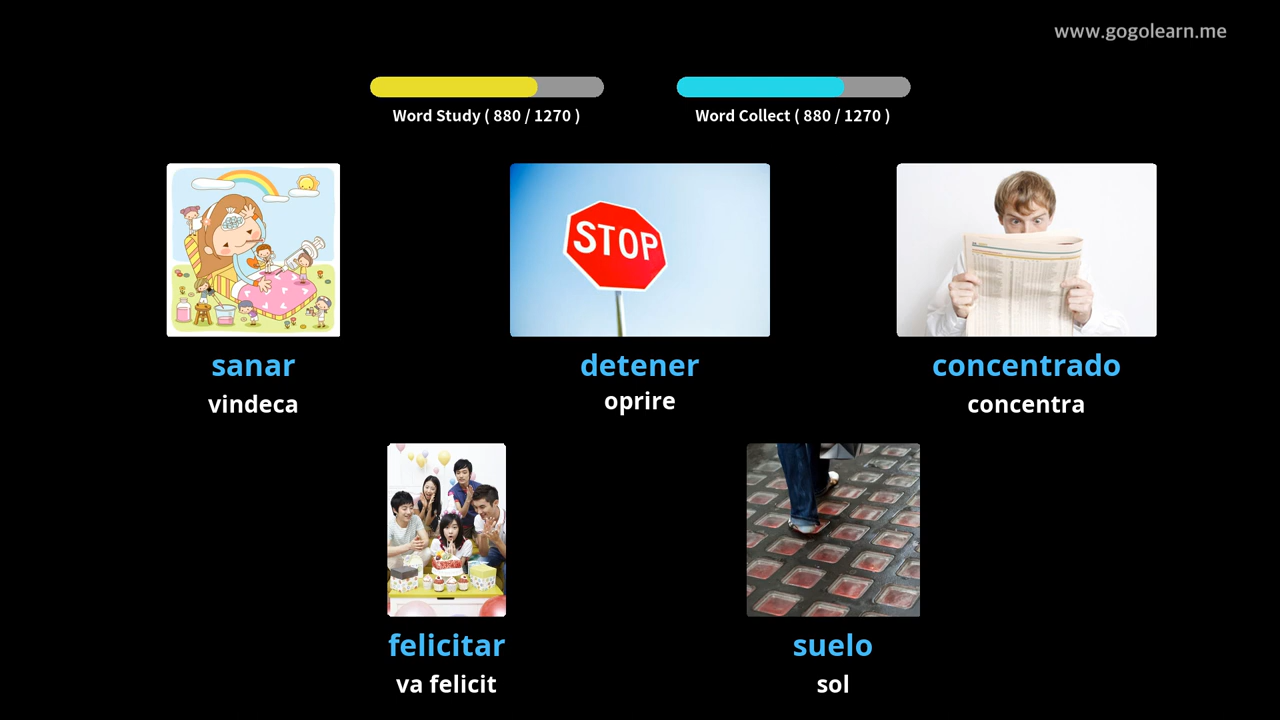 www.gogolearn.me
Word Study ( 880 / 1270 )
Word Collect ( 880 / 1270 )
STOP
sanar
vindeca
detener
oprire
concentrado
concentra
felicitar
va felicit
suelo
sol